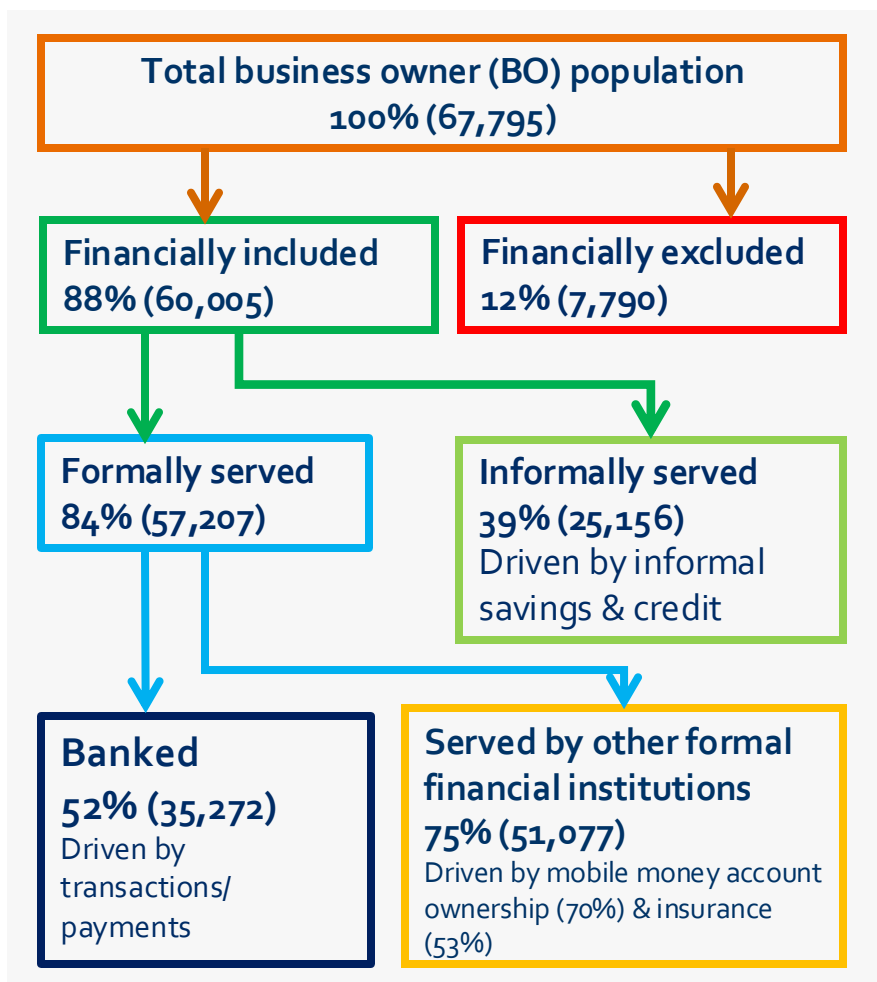 Total business owner (BO) population
100% (67,795)
Financially included
88% (60,005)
Financially excluded
12% (7,790)
Formally served
84% (57,207)
Informally served
39% (25,156)
Driven by informal
savings & credit
Banked
52% (35,272)
Driven by
transactions/
payments
Served by other formal
financial institutions
75% (51,077)
Driven by mobile money account
ownership (70%) & insurance
(53%)